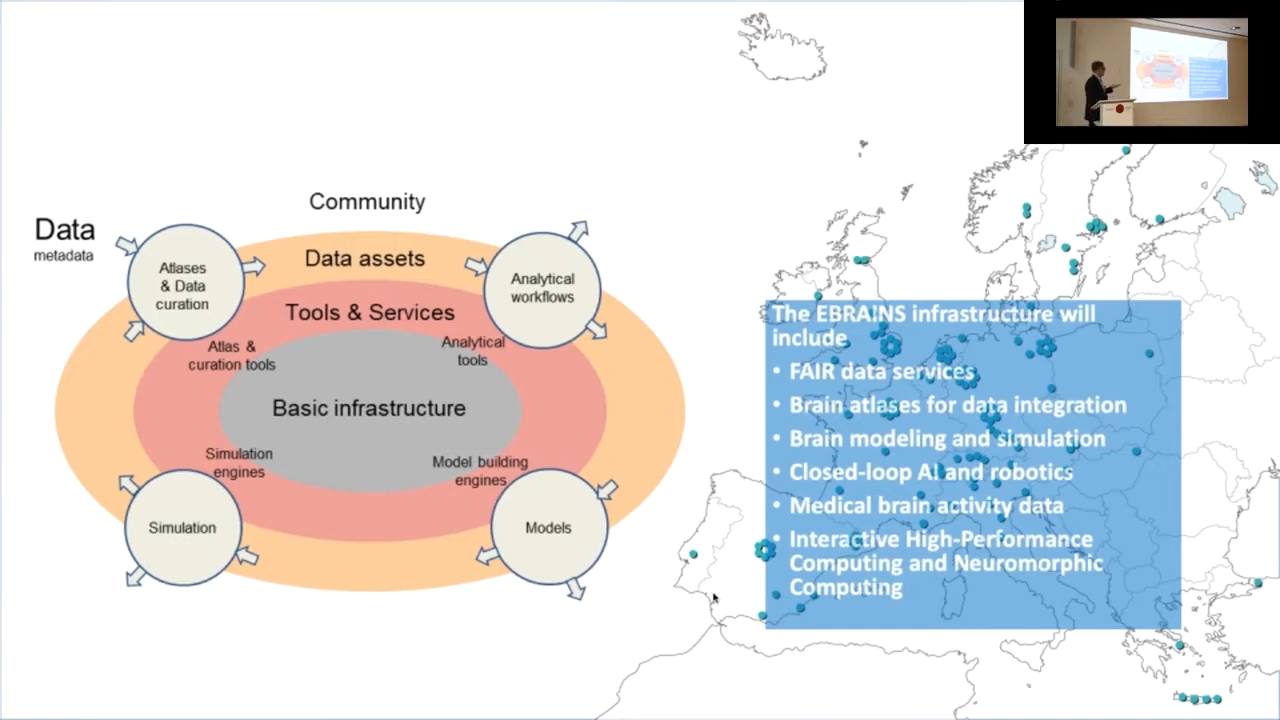 Community
Data
metadata
Atlases
& Data
curation
Data assets
Analytical
workflows
Tools & Services
Atlas &
curation tools
Analytical
tools
Basic infrastructure
Simulation
engines
Model building
engines
Simulation
Models
The EBRAINS infrastructure will
include
• FAIR data services
• Brain atlases for data integration
• Brain modeling and simulation
• Closed-loop AI and robotics
• Medical brain activity data
• Interactive High-Performance
Computing and Neuromorphic
Computing